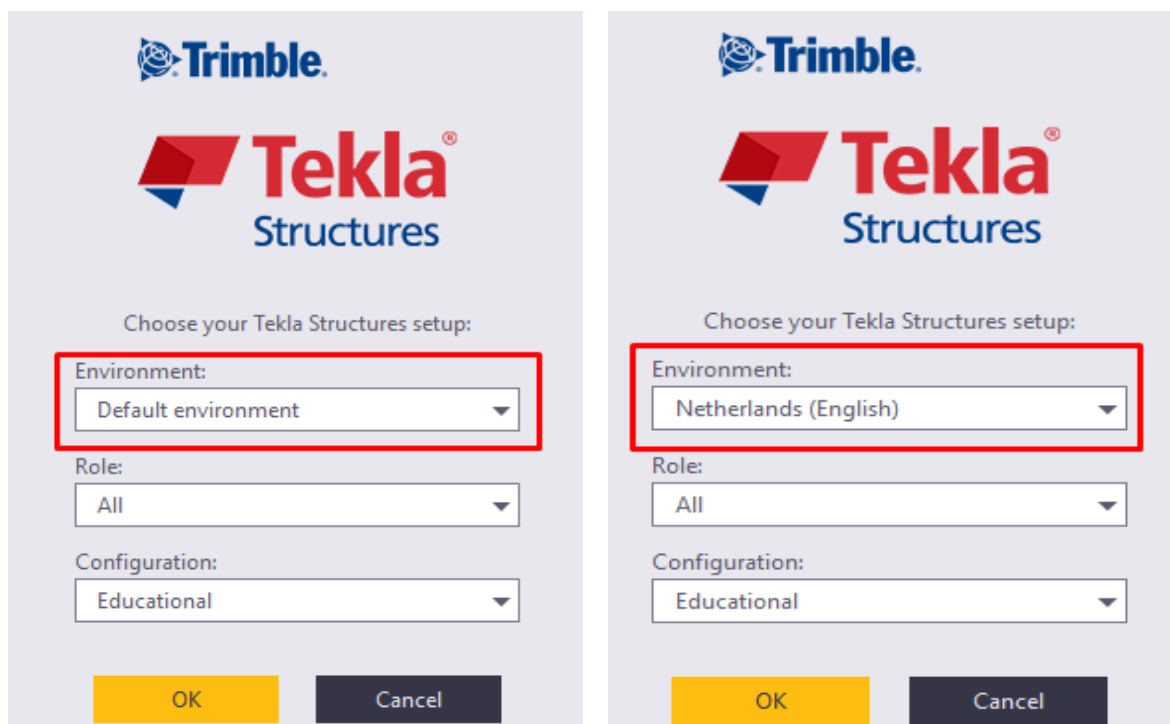 Trimble.
Tekla®
Structures
Choose your Tekla Structures setup:
Environment:
Default environment
Role:
All
Configuration:
Educational
OK Cancel
Trimble.
Tekla®
Structures
Choose your Tekla Structures setup:
Environment:
Netherlands (English)
Role:
All
Configuration:
Educational
OK Cancel